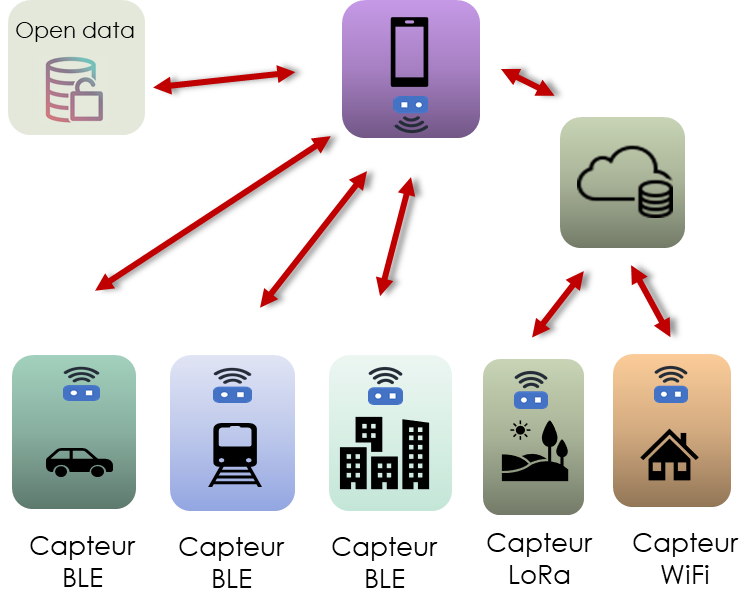 Open data
Capteur
BLE
Capteur
BLE
Capteur
BLE
Capteur
LoRa
Capteur
WiFi